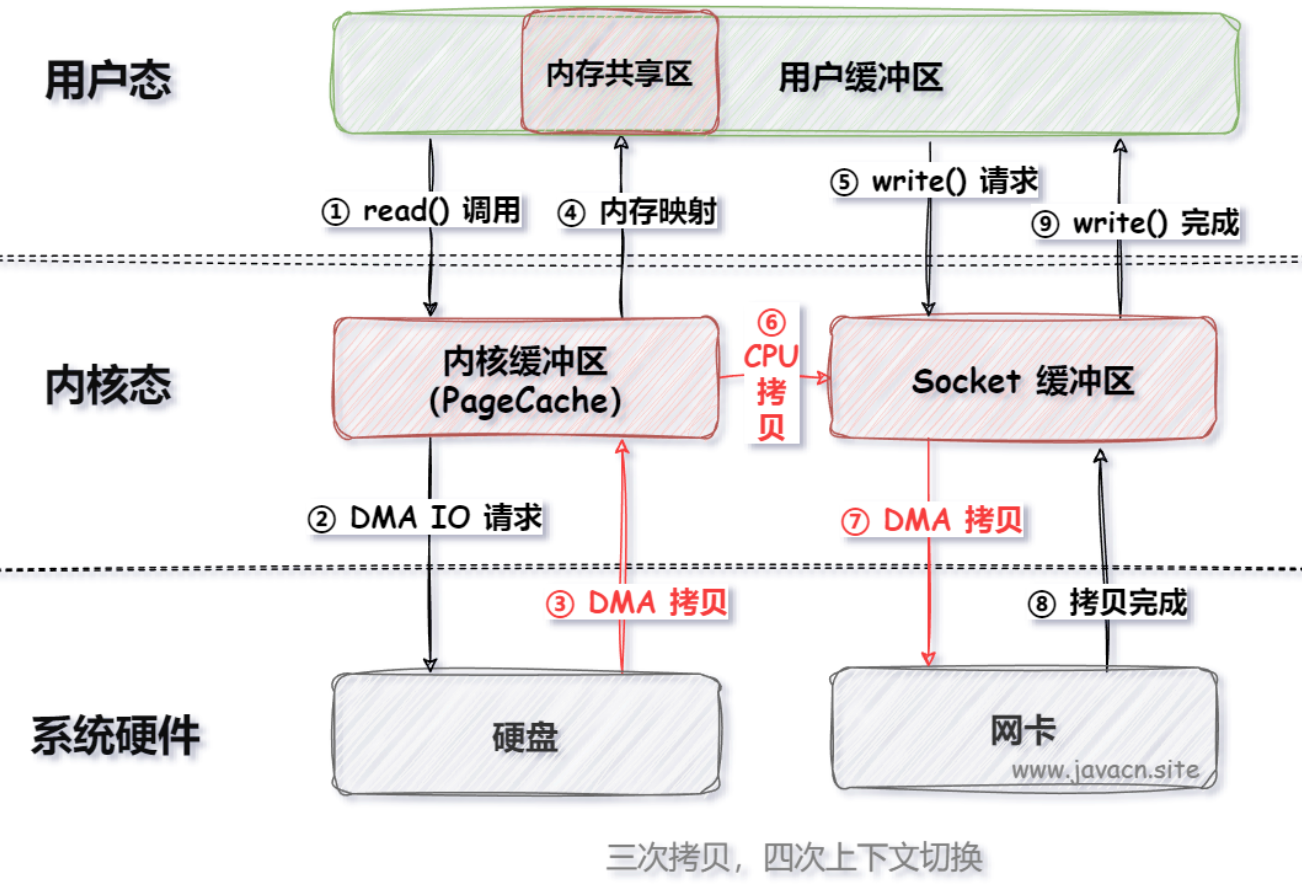 用户态
内存共享区
用户缓冲区
① read() 调用
④ 内存映射
⑤ write() 请求
⑨ write() 完成
内核态
内核缓冲区
(PageCache)
⑥
CPU
拷
贝
Socket 缓冲区
② DMA IO 请求
③ DMA 拷贝
⑦ DMA 拷贝
⑧ 拷贝完成
系统硬件
硬盘
网卡
www.javacn.site
三次拷贝，四次上下文切换